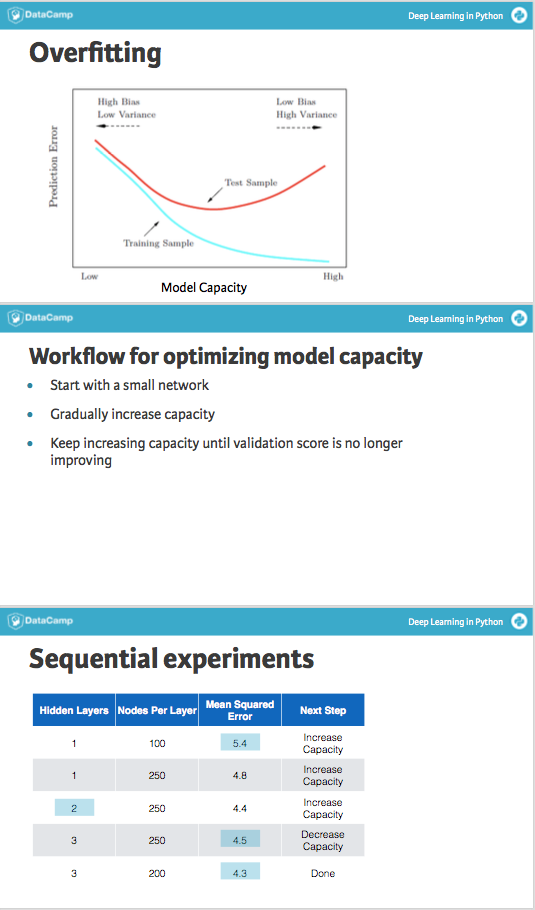 DataCamp
Deep Learning in Python
Overfitting
High Bias
Low Variance
Low Bias
High Variance
Prediction Error
Test Sample
Training Sample
Low
High
Model Capacity
DataCamp
Deep Learning in Python
Workflow for optimizing model capacity
• Start with a small network
• Gradually increase capacity
• Keep increasing capacity until validation score is no longer
improving
DataCamp
Deep Learning in Python
Sequential experiments
Hidden Layers Nodes Per Layer Mean Squared Error Next Step
1 100 5.4 Increase Capacity
1 250 4.8 Increase Capacity
2 250 4.4 Increase Capacity
3 250 4.5 Decrease Capacity
3 200 4.3 Done